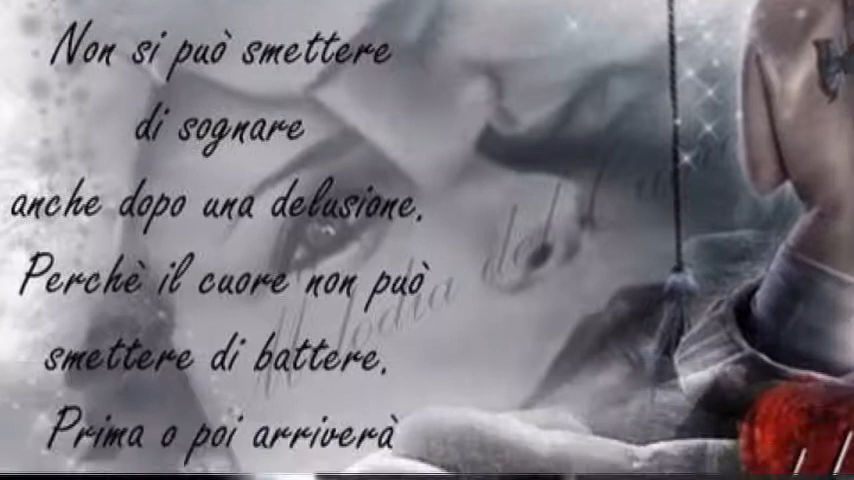 Non si può smettere
di sognare
anche dopo una delusione.
Perchè il cuore non può
smettere di battere.
Prima o poi arriverà